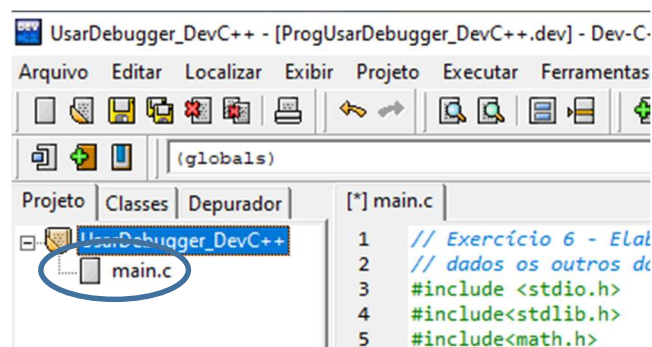 DEV
UsarDebugger_DevC++ - [ProgUsarDebugger_DevC++.dev] - Dev-C-
Arquivo Editar Localizar Exibir Projeto Executar Ferramentas
(globals)
Projeto Classes Depurador [*] main.c
UsarDebugger_DevC++
main.c
1 // Exercício 6 - Elab
2 // dados os outros do
3 #include <stdio.h>
4 #include<stdlib.h>
5 #include<math.h>